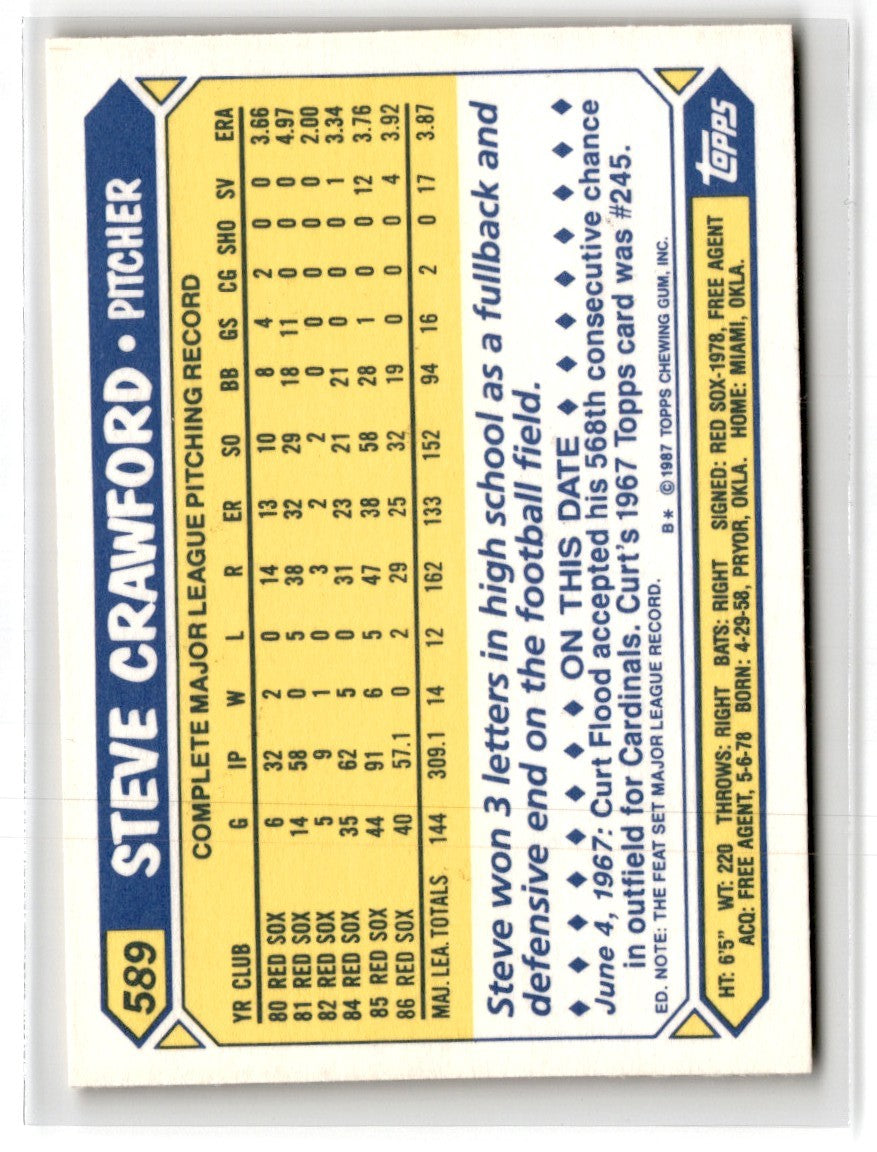 589 STEVE CRAWFORD • PITCHER
COMPLETE MAJOR LEAGUE PITCHING RECORD
YR CLUB G IP W L R ER SO BB GS CG SHO SV ERA
80 RED SOX 6 32 2 0 14 13 10 8 4 2 0 0 3.66
81 RED SOX 14 58 0 5 38 32 29 18 11 0 0 0 4.97
82 RED SOX 5 9 1 0 3 2 2 0 0 0 0 0 2.00
84 RED SOX 35 62 5 0 31 23 21 21 0 0 0 1 3.34
85 RED SOX 44 91 6 5 47 38 58 28 1 0 0 12 3.76
86 RED SOX 40 57.1 0 2 29 25 32 19 0 0 0 4 3.92
MAJ. LEA. TOTALS 144 309.1 14 12 162 133 152 94 16 2 0 17 3.87
Steve won 3 letters in high school as a fullback and
defensive end on the football field.
♦ ♦ ♦ ♦ ♦ ♦ ♦ ♦ ON THIS DATE ♦ ♦ ♦ ♦ ♦ ♦ ♦ ♦
June 4, 1967: Curt Flood accepted his 568th consecutive chance
in outfield for Cardinals. Curt's 1967 Topps card was #245.
ED. NOTE: THE FEAT SET MAJOR LEAGUE RECORD. B* ©1987 TOPPS CHEWING GUM, INC.
HT: 6'5" WT: 220 THROWS: RIGHT BATS: RIGHT SIGNED: RED SOX-1978, FREE AGENT
ACQ: FREE AGENT, 5-6-78 BORN: 4-29-58, PRYOR, OKLA. HOME: MIAMI, OKLA.
TOPPS